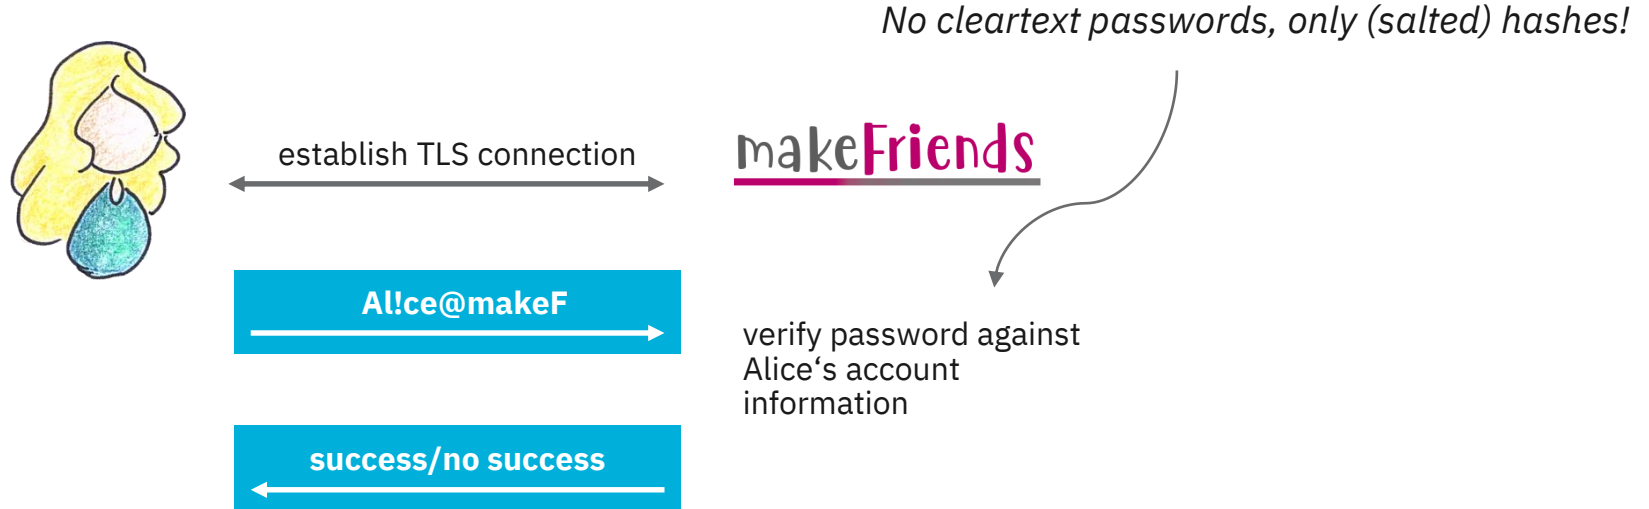 No cleartext passwords, only (salted) hashes!
establish TLS connection
makeFriends
Al!ce@makeF
verify password against
Alice‘s account
information
success/no success